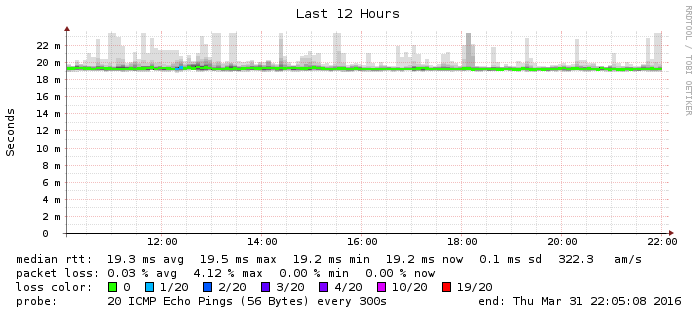 Last 12 Hours
RRDTOOL / TOBI OETIKER
Seconds
22 m
20 m
18 m
16 m
14 m
12 m
10 m
8 m
6 m
4 m
2 m
0
12:00 14:00 16:00 18:00 20:00 22:00
median rtt: 19.3 ms avg 19.5 ms max 19.2 ms min 19.2 ms now 0.1 ms sd 322.3 am/s
packet loss: 0.03 % avg 4.12 % max 0.00 % min 0.00 % now
loss color: 0 1/20 2/20 3/20 4/20 10/20 19/20
probe: 20 ICMP Echo Pings (56 Bytes) every 300s end: Thu Mar 31 22:05:08 2016